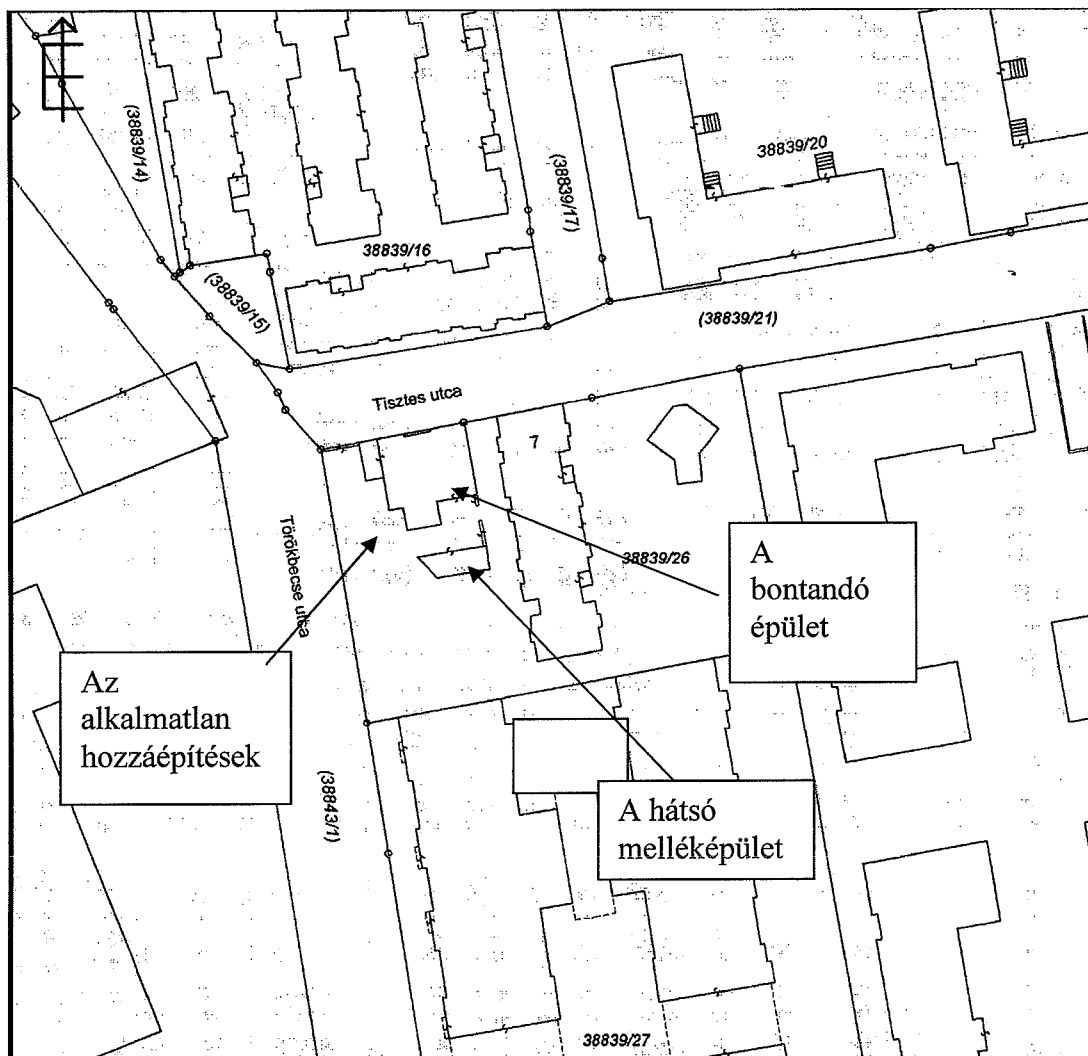 (38839/14)
38839/20
(38839/17)
38839/16
(38839/15)
(38839/21)
Tisztes utca
7
Törökbecse utca
38839/26
A
bontandó
épület
Az
alkalmatlan
hozzáépítések
(38843/1)
A hátsó
melléképület
38839/27